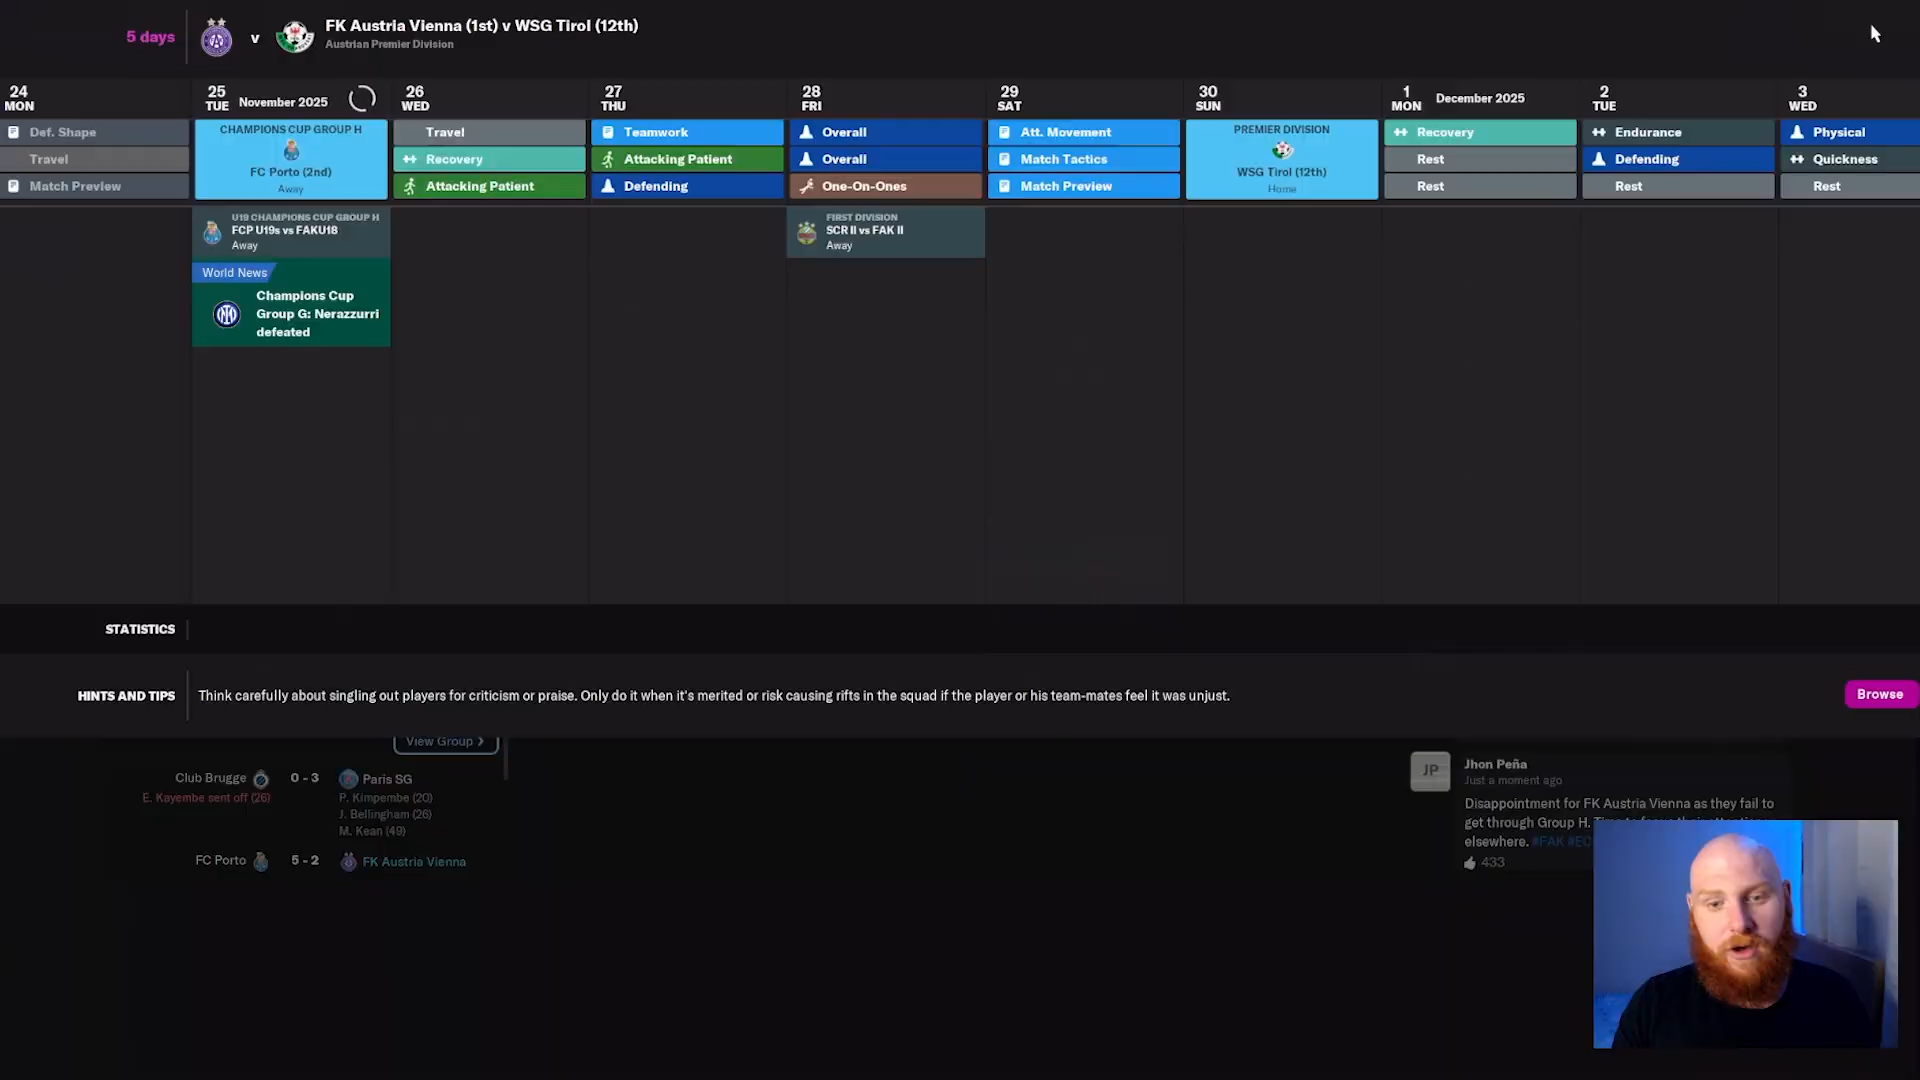 5 days
v
FK Austria Vienna (1st) v WSG Tirol (12th)
Austrian Premier Division
24
MON
25
TUE
November 2025
26
WED
27
THU
28
FRI
29
SAT
30
SUN
1
MON
December 2025
2
TUE
3
WED
Def. Shape
Travel
Match Preview
CHAMPIONS CUP GROUP H
FC Porto (2nd)
Away
Travel
Recovery
Attacking Patient
Teamwork
Attacking Patient
Defending
Overall
Overall
One-On-Ones
Att. Movement
Match Tactics
Match Preview
PREMIER DIVISION
WSG Tirol (12th)
Home
Recovery
Rest
Rest
Endurance
Defending
Rest
Physical
Quickness
Rest
U19 CHAMPIONS CUP GROUP H
FCP U19s vs FAKU18
Away
World News
Champions Cup
Group G: Nerazzurri
defeated
FIRST DIVISION
SCR II vs FAK II
Away
STATISTICS
HINTS AND TIPS
Think carefully about singling out players for criticism or praise. Only do it when it's merited or risk causing rifts in the squad if the player or his team-mates feel it was unjust.
Browse
View Group >
Club Brugge 0 - 3 Paris SG
E. Kayembe sent off (26)
P. Kimpembe (20)
J. Bellingham (26)
M. Kean (49)
FC Porto 5 - 2 FK Austria Vienna
JP
Jhon Peña
Just a moment ago
Disappointment for FK Austria Vienna as they fail to
get through Group H.
elsewhere. #FAK
433